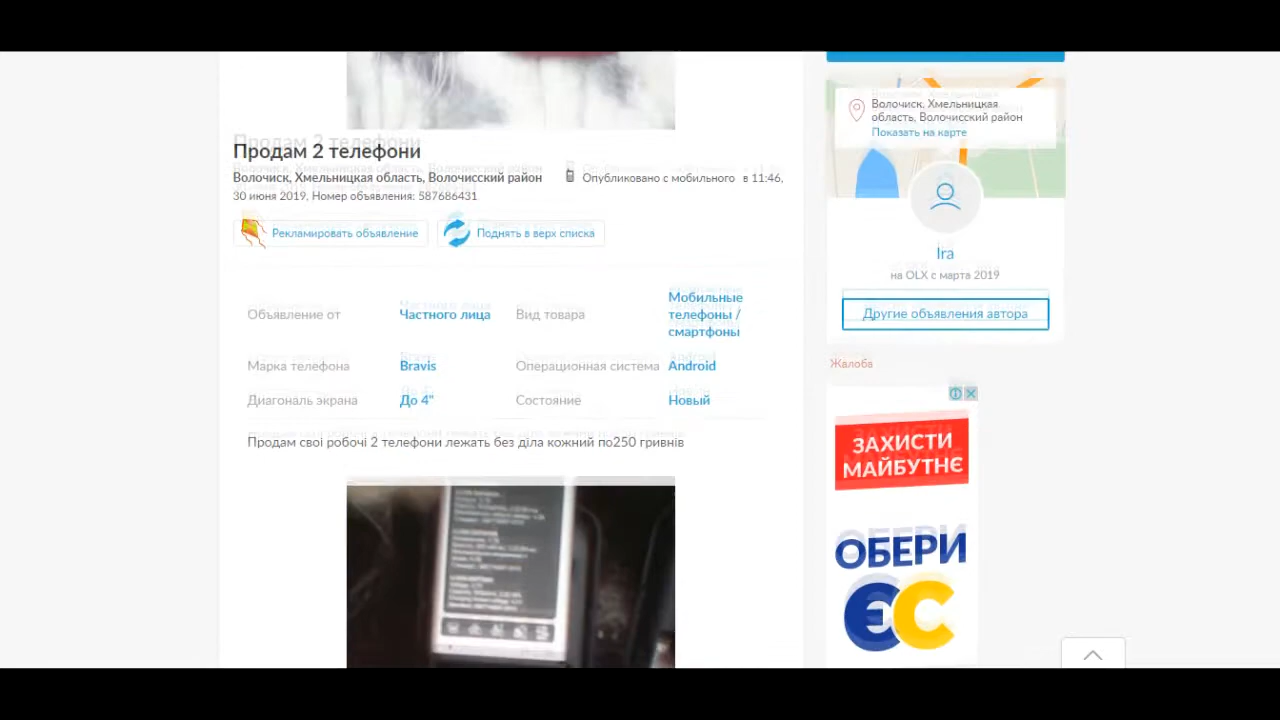 Продам 2 телефони
Волочиск, Хмельницкая область, Волочисский район
Опубликовано с мобильного в 11:46,
30 июня 2019, Номер объявления: 587686431
Рекламировать объявление
Поднять в верх списка
Объявление от
Частного лица
Вид товара
Мобильные
телефоны /
смартфоны
Марка телефона
Bravis
Операционная система
Android
Диагональ экрана
До 4"
Состояние
Новый
Продам свої робочі 2 телефони лежать без діла кожний по250 гривнів
Волочиск, Хмельницкая
область, Волочисский район
Показать на карте
Ira
на OLX с марта 2019
Другие объявления автора
Жалоба
ЗАХИСТИ
МАЙБУТНЄ
ОБЕРИ
ЄС